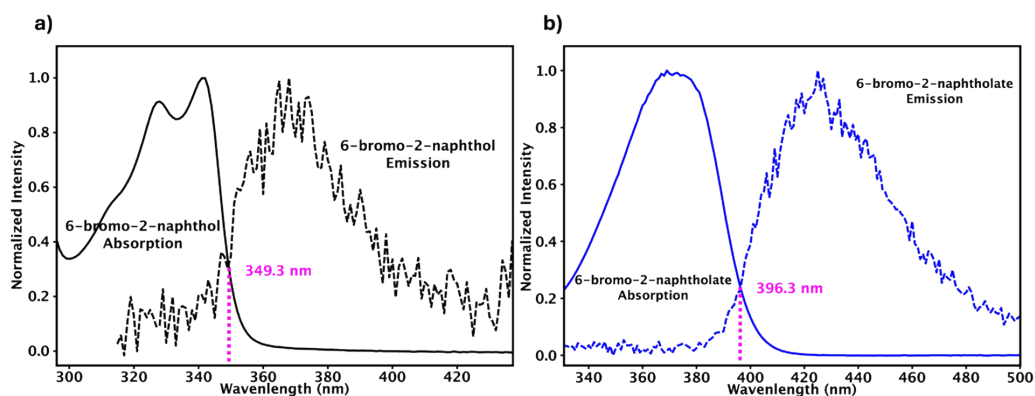 a)
1.0
0.8
0.6
0.4
0.2
0.0
Normalized Intensity
6-bromo-2-naphthol
Emission
6-bromo-2-naphthol
Absorption
349.3 nm
300
320
340
360
380
400
420
Wavelength (nm)
b)
1.0
0.8
0.6
0.4
0.2
0.0
Normalized Intensity
6-bromo-2-naphtholate
Emission
6-bromo-2-naphtholate
Absorption
396.3 nm
340
360
380
400
420
440
460
480
500
Wavelength (nm)